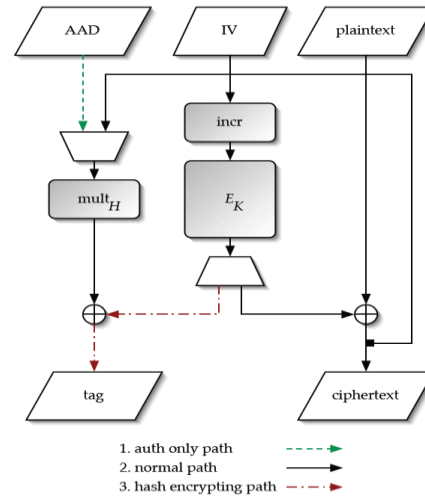 AAD IV plaintext
incr
mult_H E_K
tag ciphertext
1. auth only path
2. normal path
3. hash encrypting path